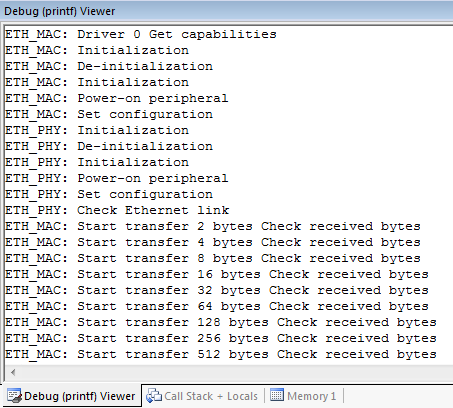 Debug (printf) Viewer
ETH_MAC: Driver 0 Get capabilities
ETH_MAC: Initialization
ETH_MAC: De-initialization
ETH_MAC: Initialization
ETH_MAC: Power-on peripheral
ETH_MAC: Set configuration
ETH_PHY: Initialization
ETH_PHY: De-initialization
ETH_PHY: Initialization
ETH_PHY: Power-on peripheral
ETH_PHY: Set configuration
ETH_PHY: Check Ethernet link
ETH_MAC: Start transfer 2 bytes Check received bytes
ETH_MAC: Start transfer 4 bytes Check received bytes
ETH_MAC: Start transfer 8 bytes Check received bytes
ETH_MAC: Start transfer 16 bytes Check received bytes
ETH_MAC: Start transfer 32 bytes Check received bytes
ETH_MAC: Start transfer 64 bytes Check received bytes
ETH_MAC: Start transfer 128 bytes Check received bytes
ETH_MAC: Start transfer 256 bytes Check received bytes
ETH_MAC: Start transfer 512 bytes Check received bytes
Debug (printf) Viewer Call Stack + Locals Memory 1